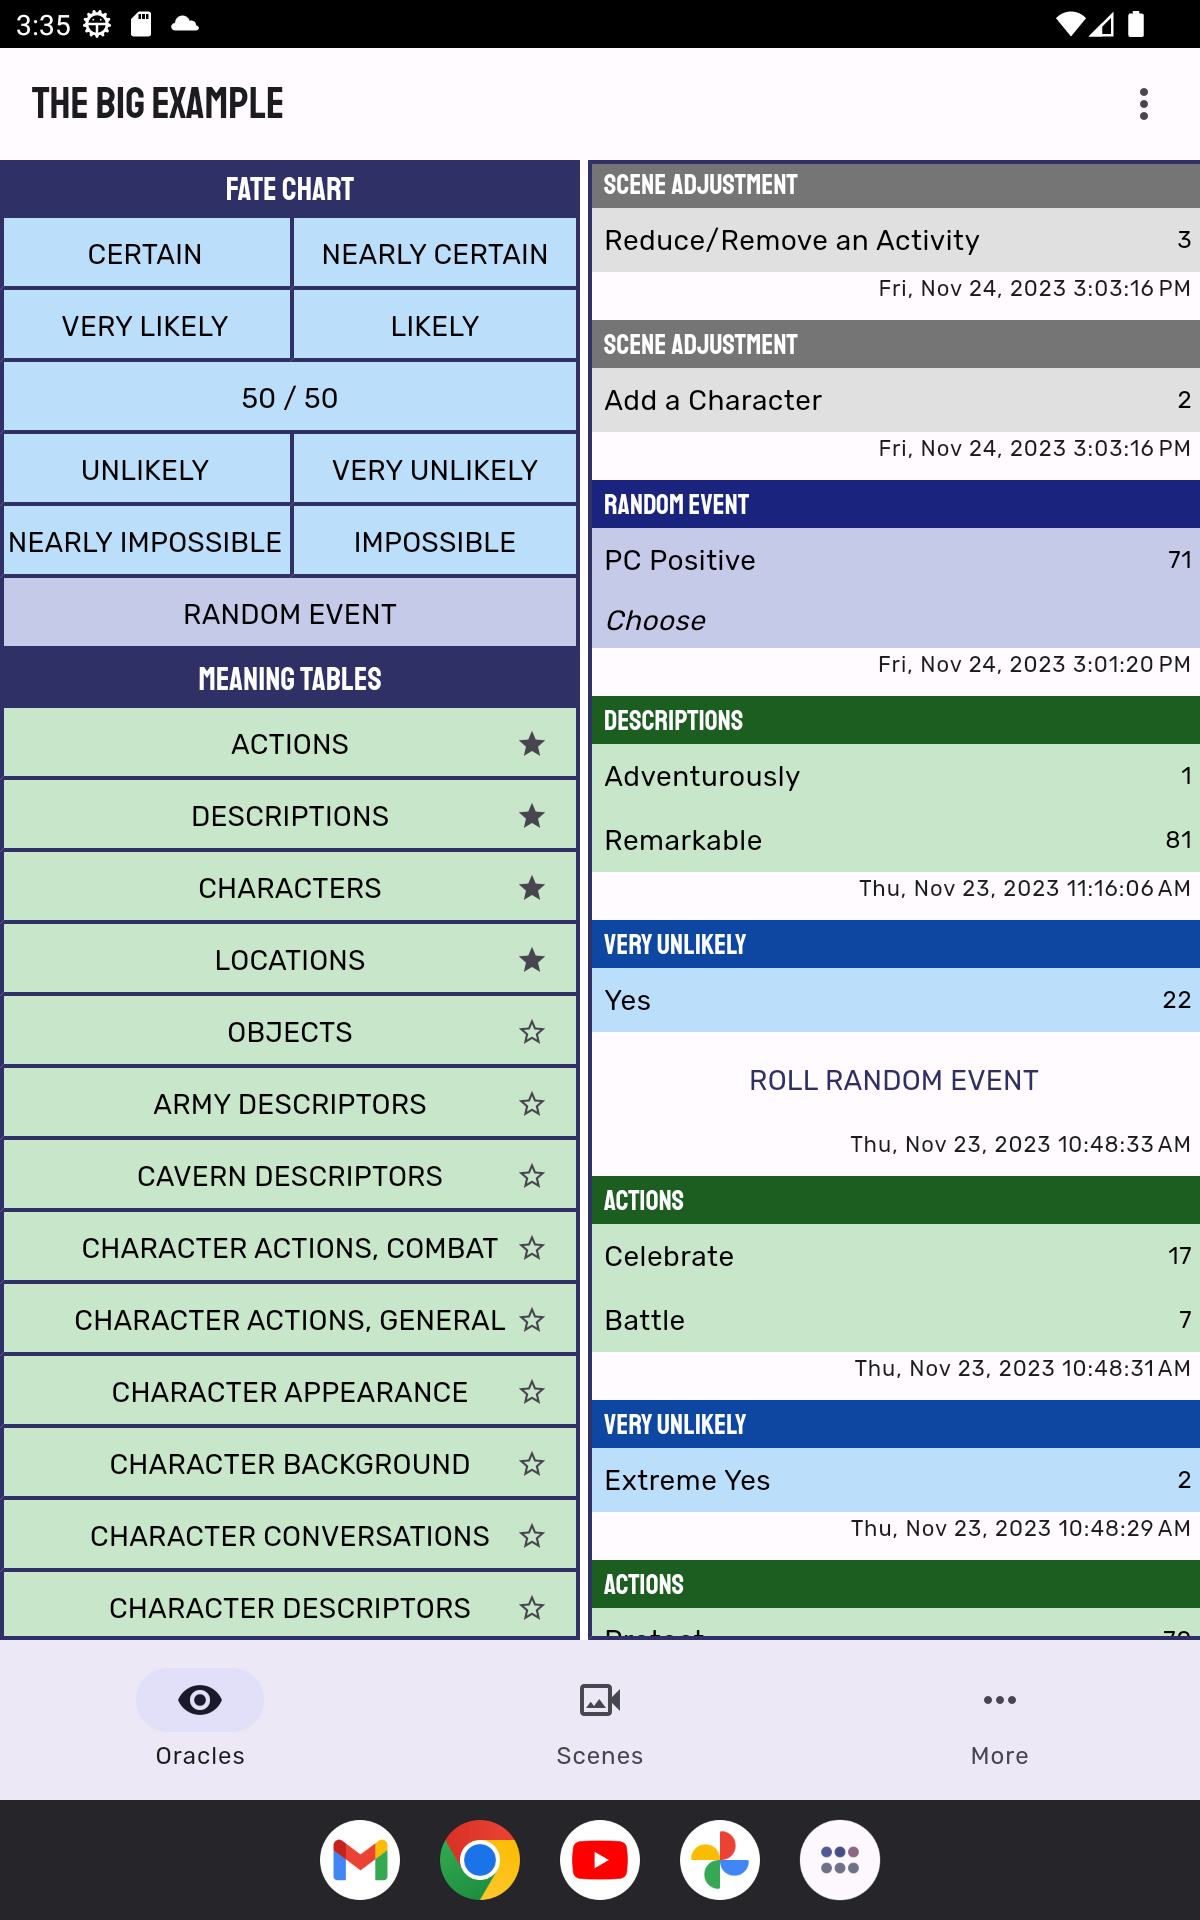 3:35
THE BIG EXAMPLE
FATE CHART
CERTAIN
NEARLY CERTAIN
VERY LIKELY
LIKELY
50 / 50
UNLIKELY
VERY UNLIKELY
NEARLY IMPOSSIBLE
IMPOSSIBLE
RANDOM EVENT
MEANING TABLES
ACTIONS
DESCRIPTIONS
CHARACTERS
LOCATIONS
OBJECTS
ARMY DESCRIPTORS
CAVERN DESCRIPTORS
CHARACTER ACTIONS, COMBAT
CHARACTER ACTIONS, GENERAL
CHARACTER APPEARANCE
CHARACTER BACKGROUND
CHARACTER CONVERSATIONS
CHARACTER DESCRIPTORS
SCENE ADJUSTMENT
Reduce/Remove an Activity 3
Fri, Nov 24, 2023 3:03:16 PM
SCENE ADJUSTMENT
Add a Character 2
Fri, Nov 24, 2023 3:03:16 PM
RANDOM EVENT
PC Positive 71
Choose
Fri, Nov 24, 2023 3:01:20 PM
DESCRIPTIONS
Adventurously 1
Remarkable 81
Thu, Nov 23, 2023 11:16:06 AM
VERY UNLIKELY
Yes 22
ROLL RANDOM EVENT
Thu, Nov 23, 2023 10:48:33 AM
ACTIONS
Celebrate 17
Battle 7
Thu, Nov 23, 2023 10:48:31 AM
VERY UNLIKELY
Extreme Yes 2
Thu, Nov 23, 2023 10:48:29 AM
ACTIONS
Oracles
Scenes
More